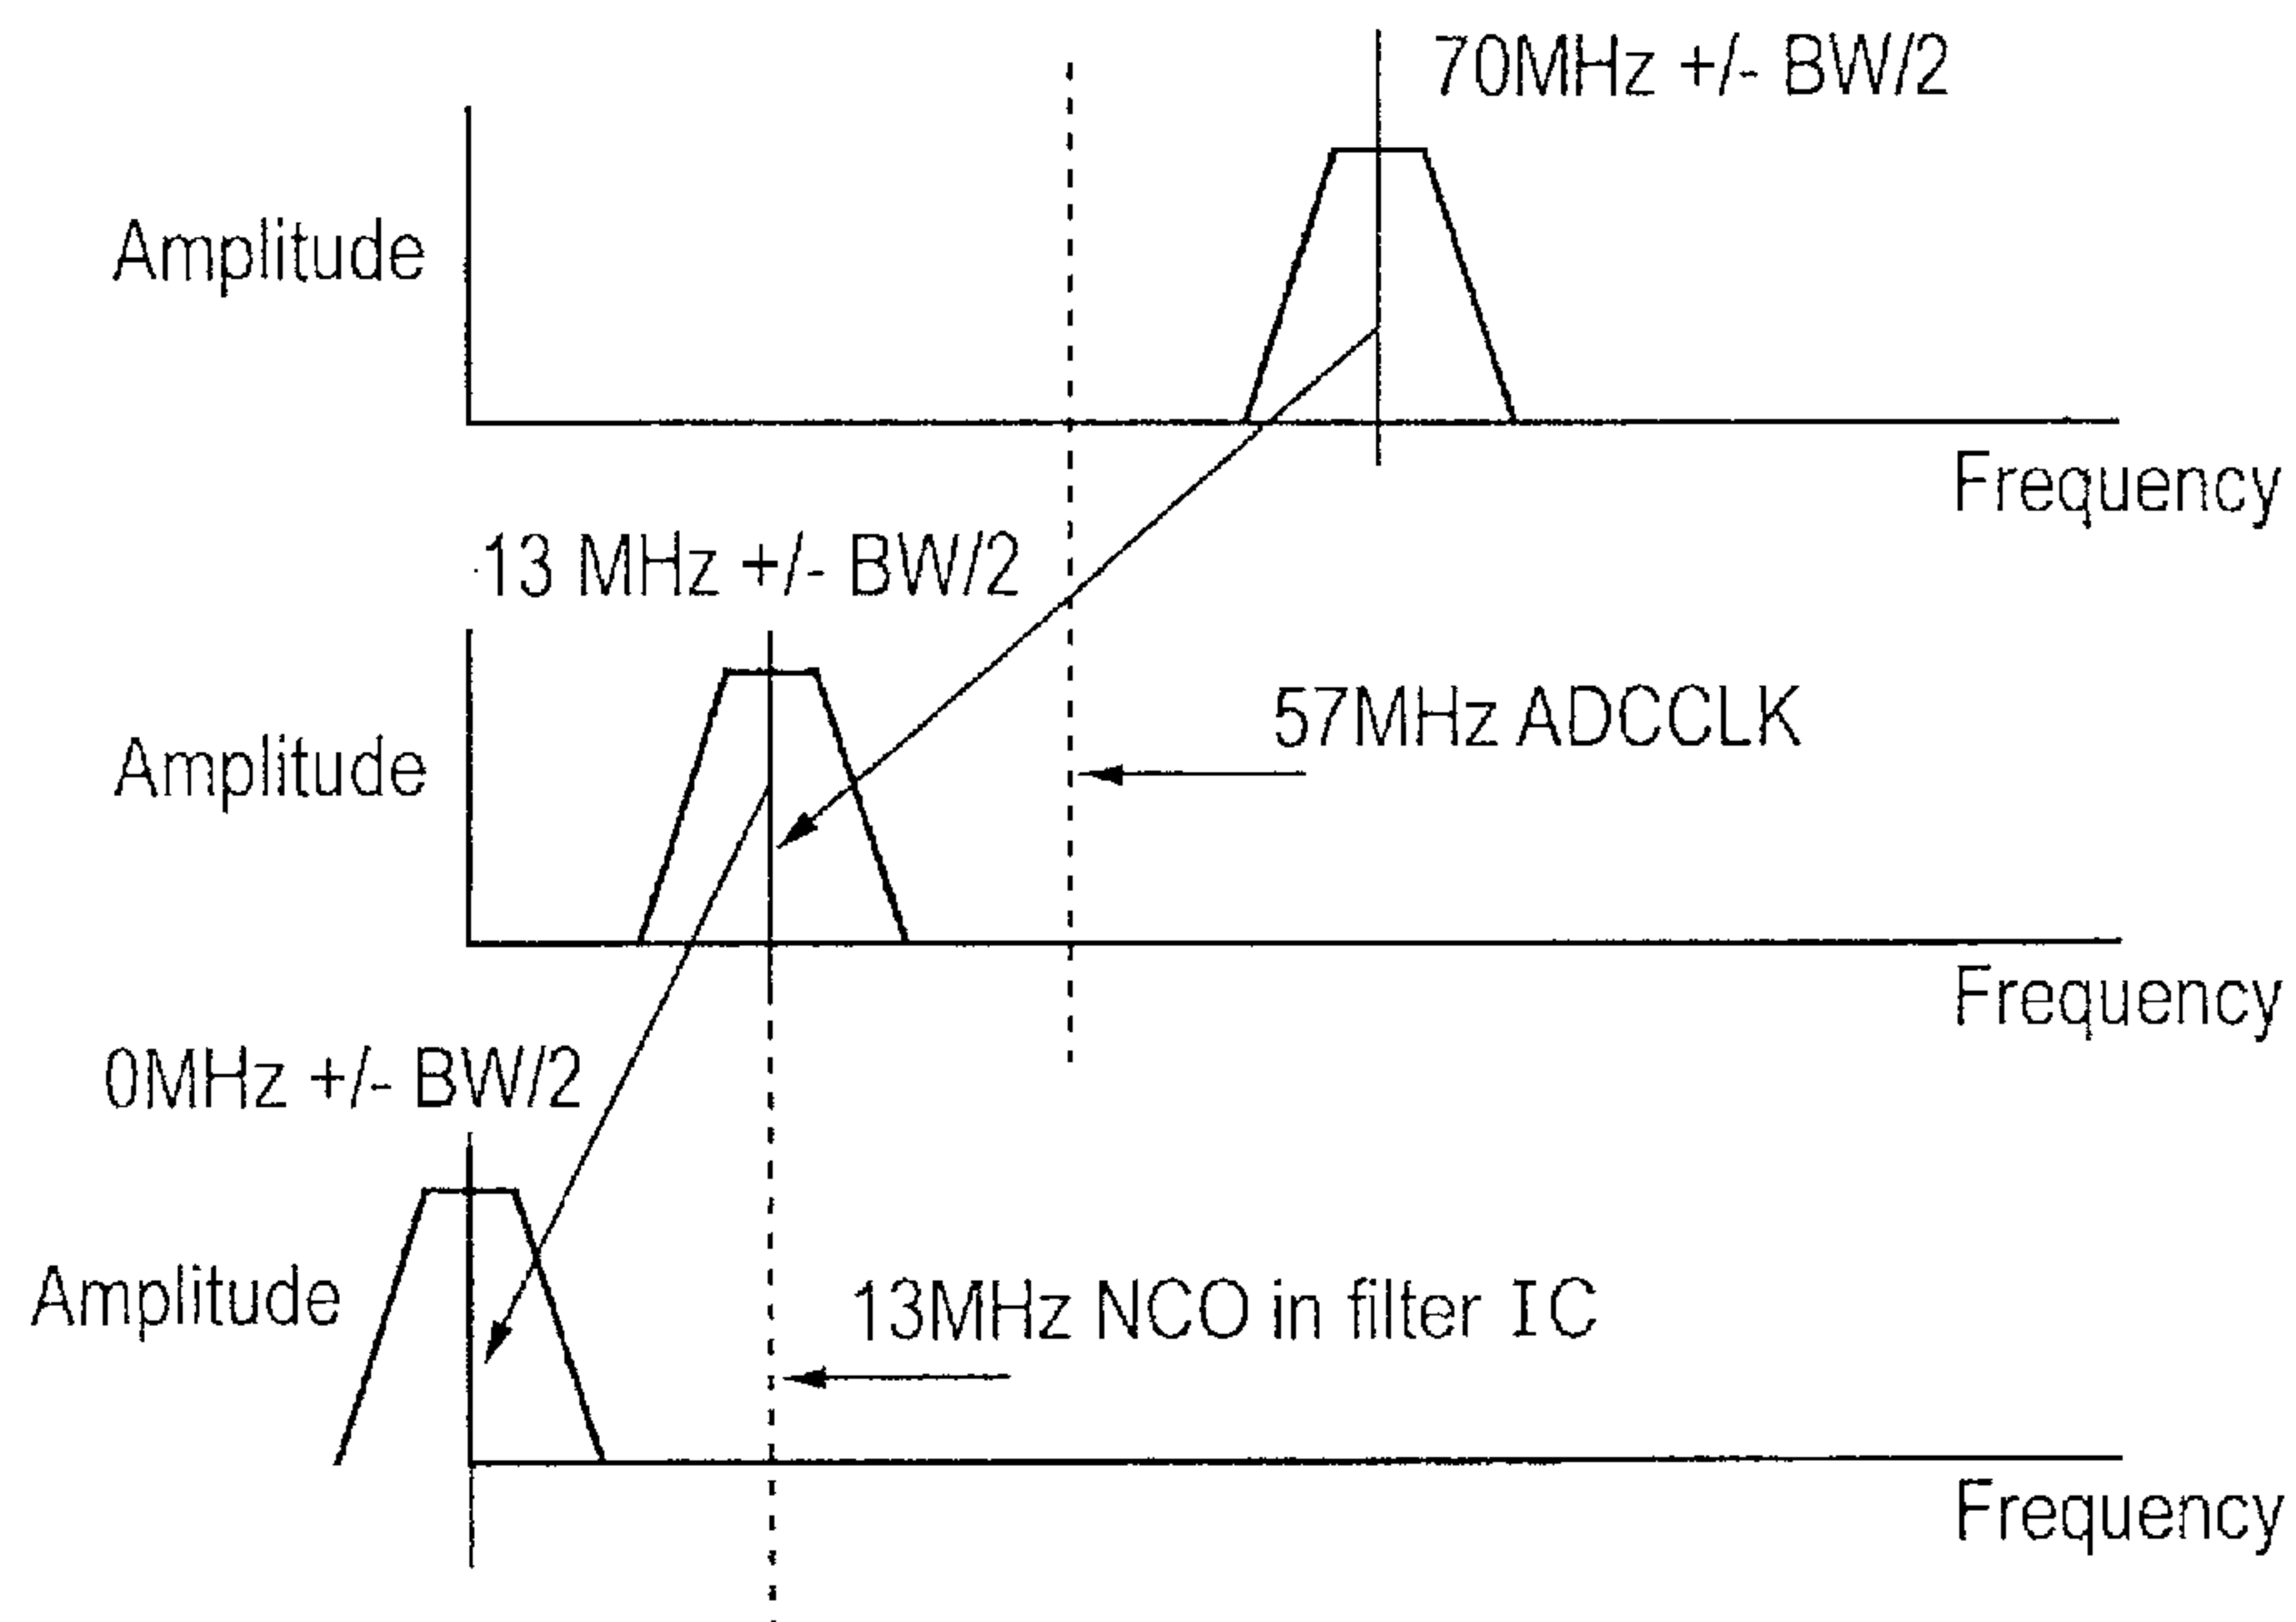 70MHz +/- BW/2
Amplitude
Frequency
13 MHz +/- BW/2
57MHz ADCCLK
Amplitude
Frequency
0MHz +/- BW/2
Amplitude
13MHz NCO in filter IC
Frequency